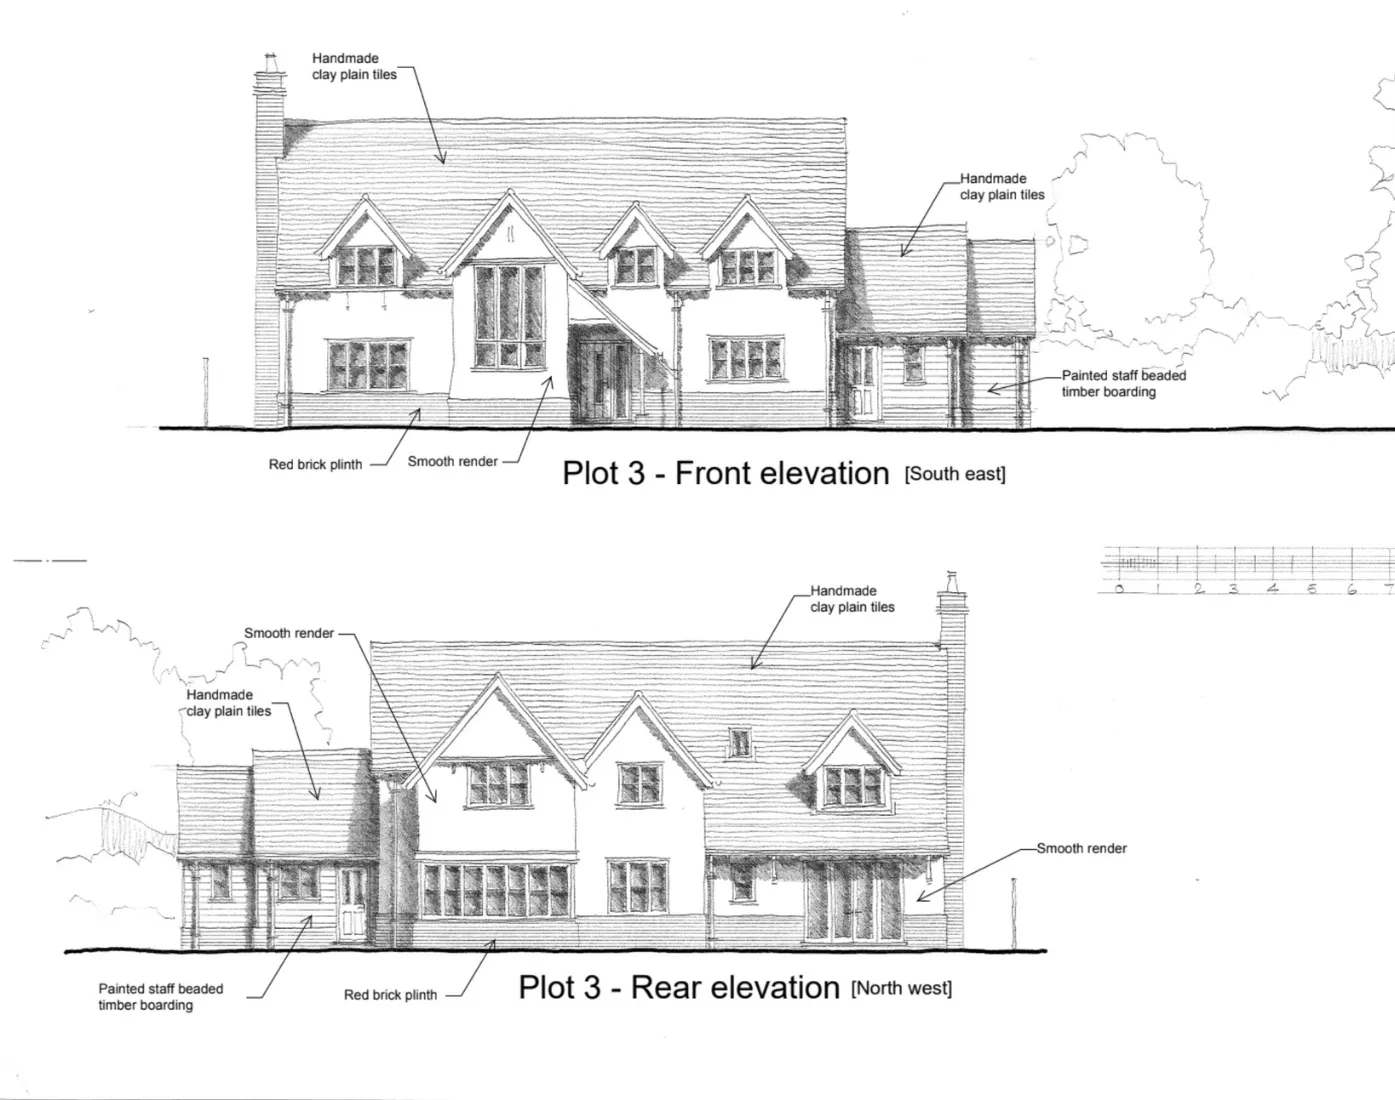 Handmade
clay plain tiles
Handmade
clay plain tiles
Painted staff beaded
timber boarding
Red brick plinth
Smooth render
Plot 3 - Front elevation [South east]
0 1 2 3 4 5 6 7
Handmade
clay plain tiles
Smooth render
Handmade
clay plain tiles
Smooth render
Painted staff beaded
timber boarding
Red brick plinth
Plot 3 - Rear elevation [North west]